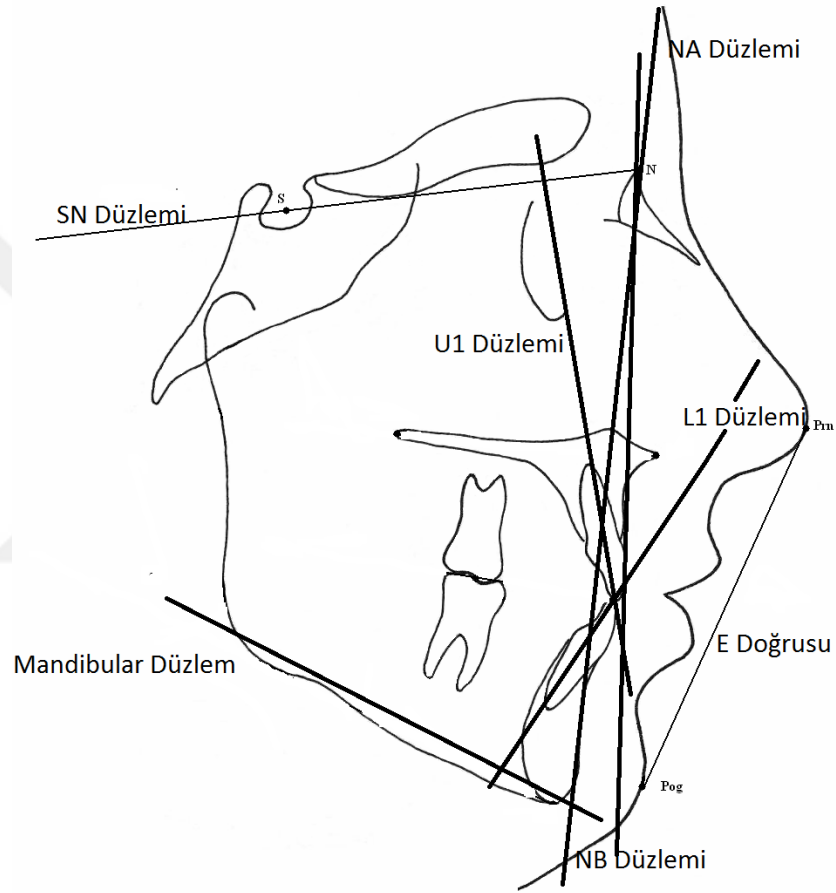 NA Düzlemi
N
S
SN Düzlemi
U1 Düzlemi
L1 Düzlemi
Prn
E Doğrusu
Mandibular Düzlem
Pog
NB Düzlemi